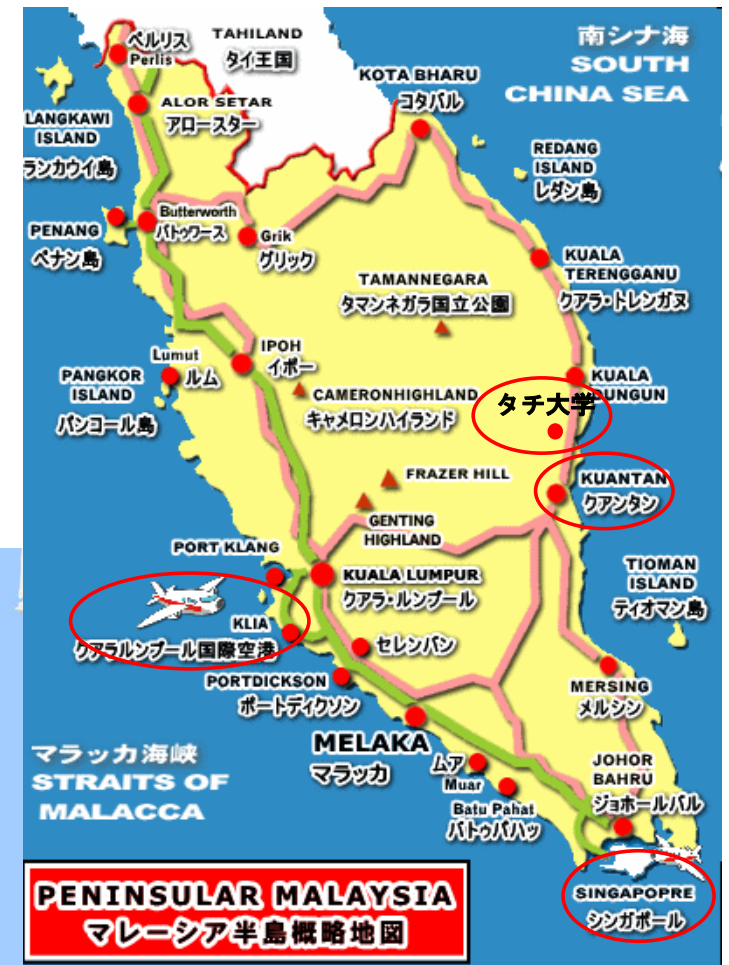 ペルリス
Perlis
TAHILAND
タイ王国
南シナ海
SOUTH
CHINA SEA
KOTA BHARU
コタバル
ALOR SETAR
アロースター
LANGKAWI
ISLAND
ランカウイ島
REDANG
ISLAND
レダン島
PENANG
ペナン島
Butterworth
バトゥワース
Grik
グリック
KUALA
TERENGGANU
クアラ・トレンガヌ
TAMANNEGARA
タマンネガラ国立公園
IPOH
イポー
Lumut
ルム
PANGKOR
ISLAND
パンコール島
CAMERONHIGHLAND
キャメロンハイランド
KUALA
DUNGUN
タチ大学
FRAZER HILL
KUANTAN
クアンタン
GENTING
HIGHLAND
PORT KLANG
KUALA LUMPUR
クアラ・ルンプール
TIOMAN
ISLAND
ティオマン島
KLIA
クアラルンプール国際空港
セレンバン
PORTDICKSON
ポートディクソン
MERSING
メルシン
MELAKA
マラッカ
マラッカ海峡
STRAITS OF
MALACCA
ムア
Muar
Batu Pahat
バトゥパハッ
JOHOR
BAHRU
ジョホールバル
SINGAPOPRE
シンガポール
PENINSULAR MALAYSIA
マレーシア半島概略地図